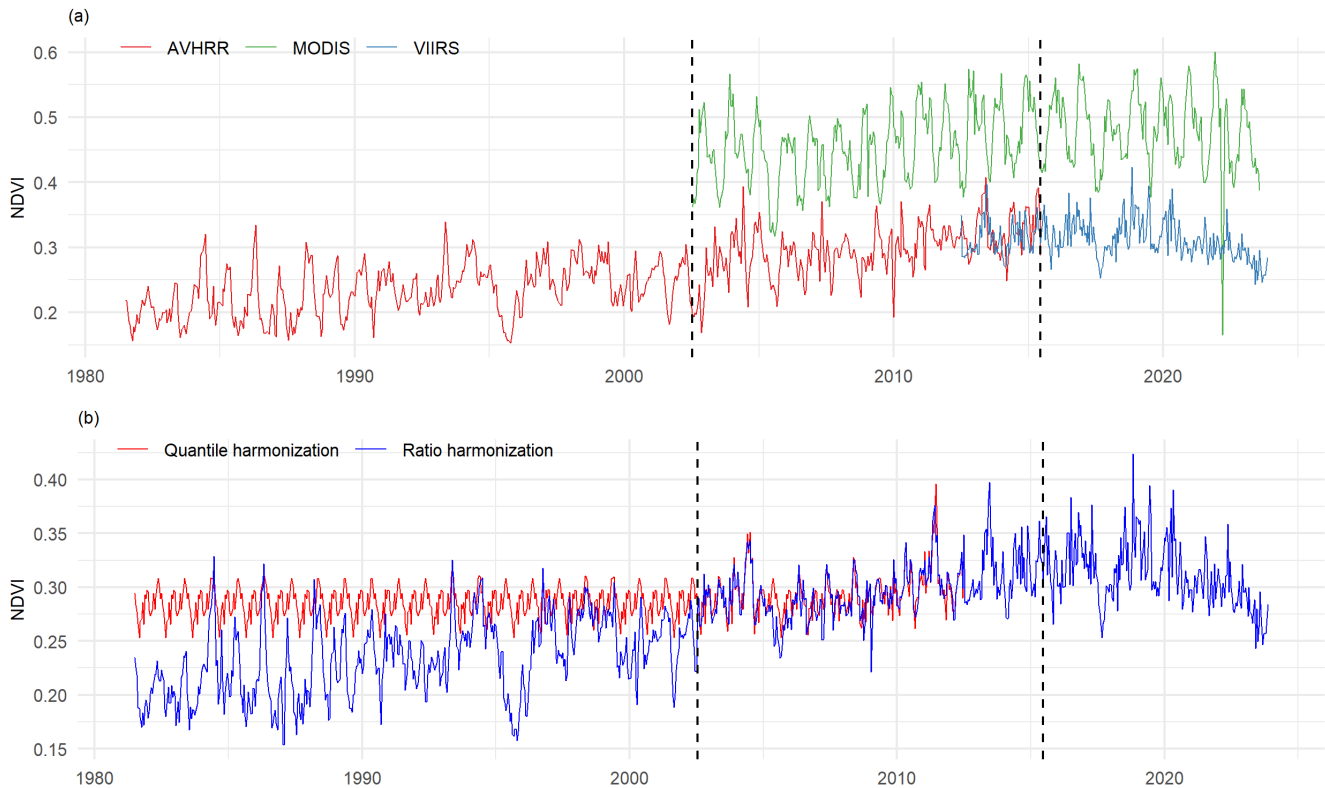 (a)
AVHRR MODIS VIIRS
0.6
0.5
0.4
0.3
0.2
NDVI
1980 1990 2000 2010 2020
(b)
Quantile harmonization Ratio harmonization
0.40
0.35
0.30
0.25
0.20
0.15
NDVI
1980 1990 2000 2010 2020